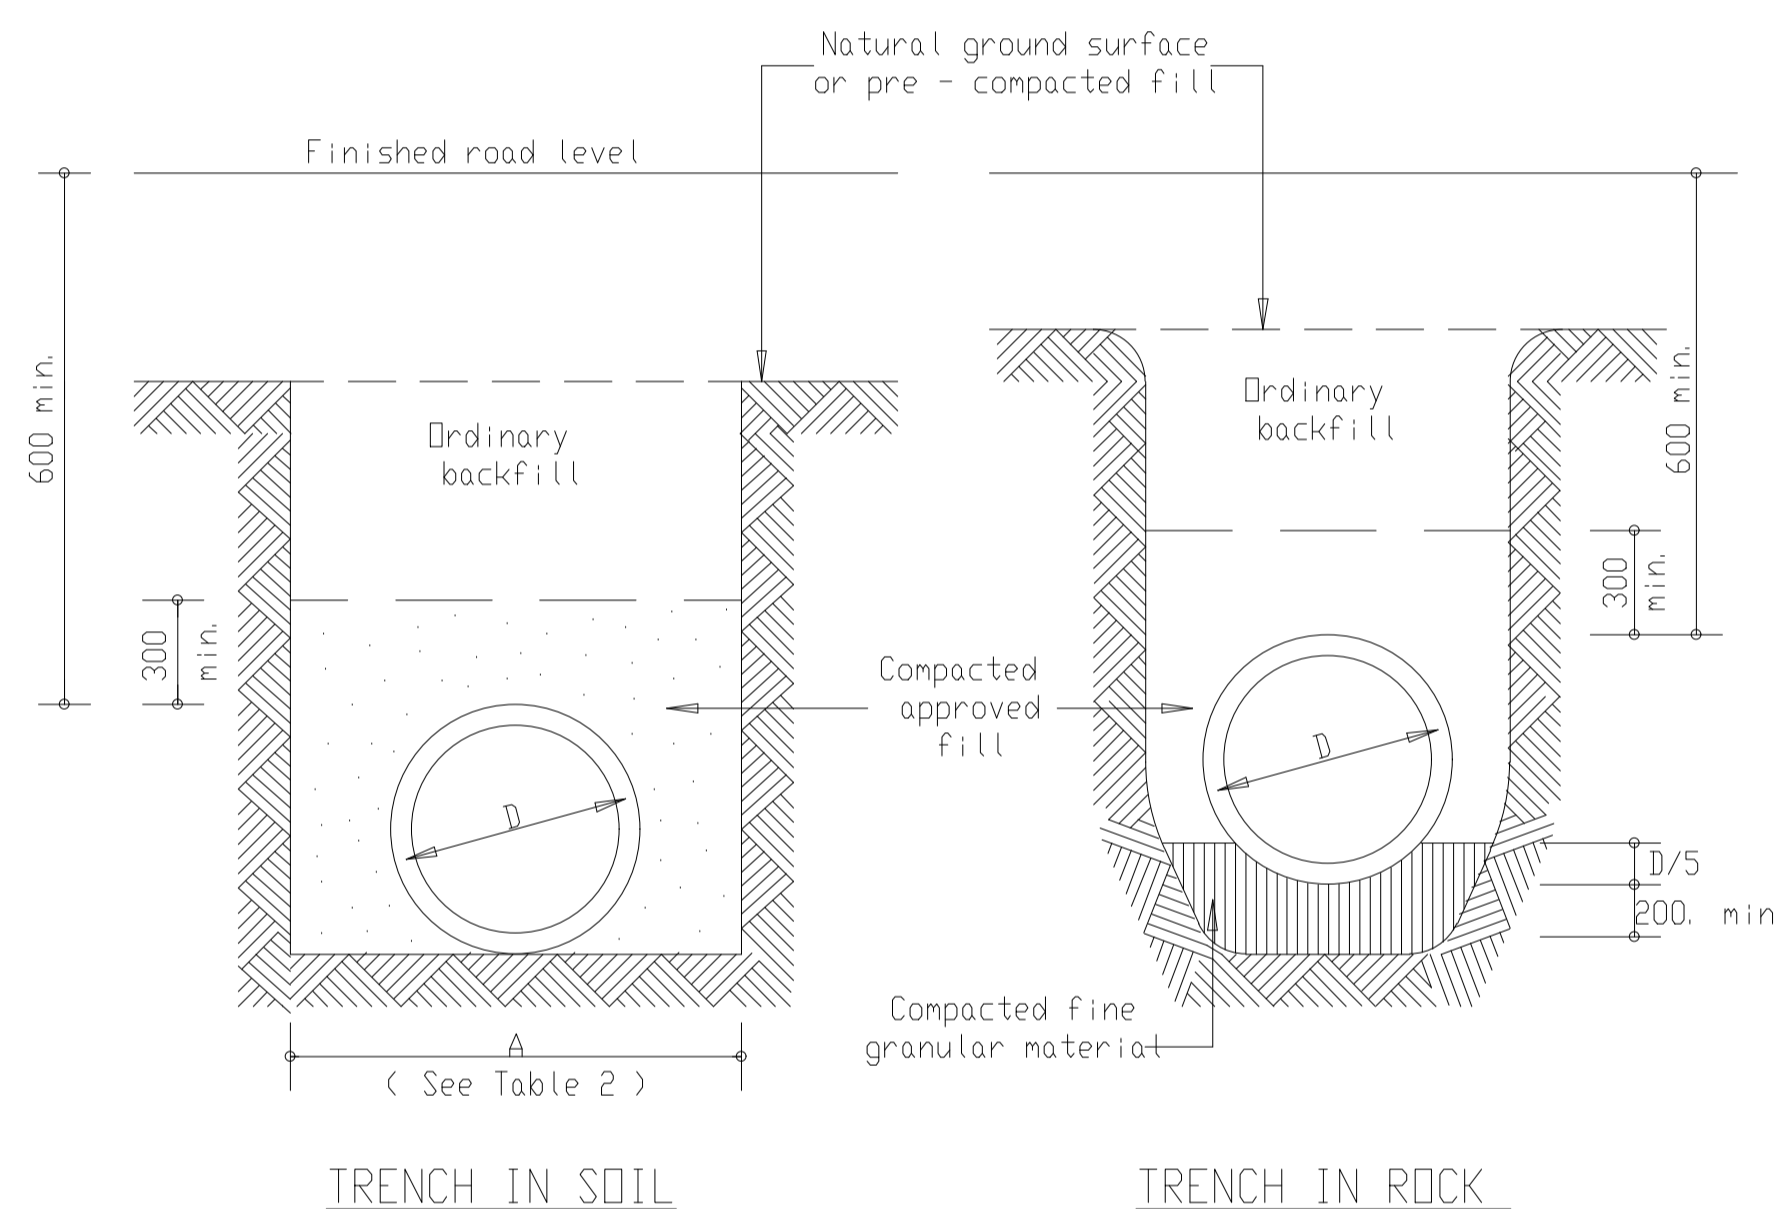 Natural ground surface
or pre - compacted fill
Finished road level
600 min.
300
min.
Ordinary
backfill
Compacted
approved
fill
D
A
( See Table 2 )
TRENCH IN SOIL
Ordinary
backfill
600 min.
300
min.
D
D/5
200. min
Compacted fine
granular material
TRENCH IN ROCK